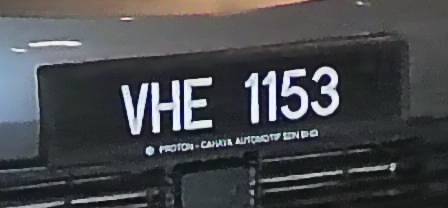 VHE 1153
PROTON - CAHAYA AUTOMOTIF SDN BHD